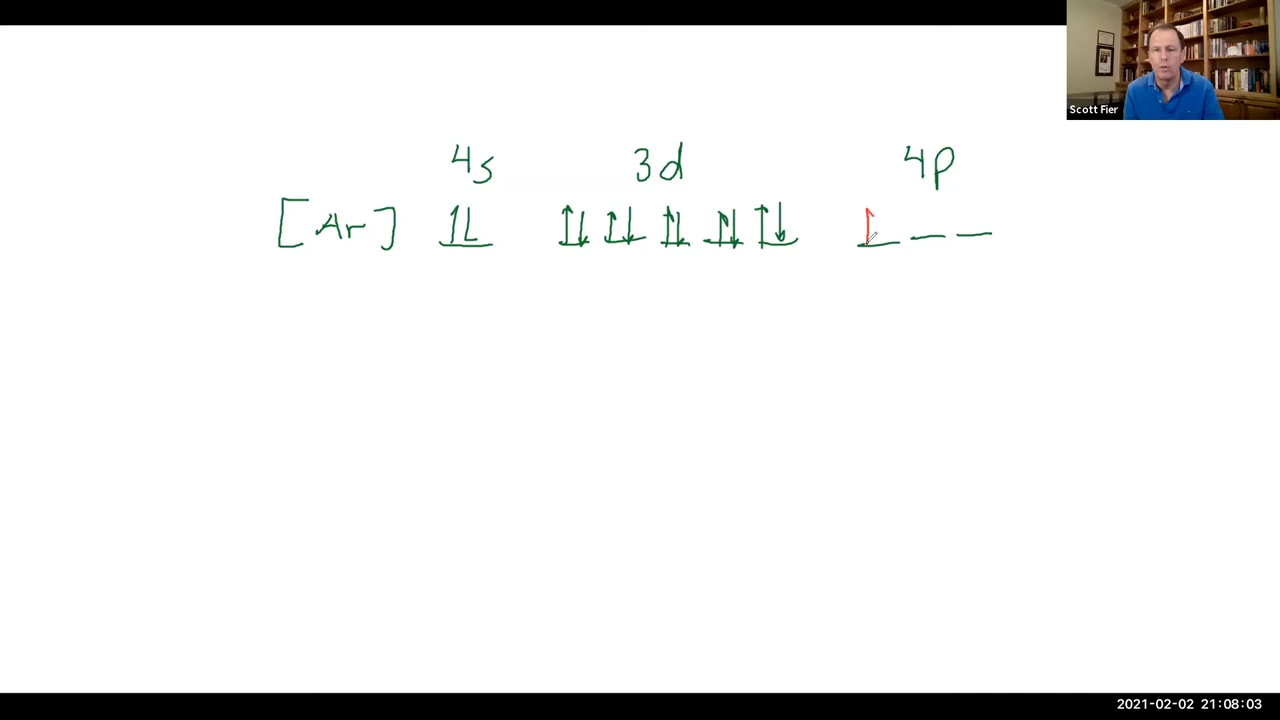 Scott Fier
4s 3d 4p
[Ar] ↑↓ ↑↓ ↑↓ ↑↓ ↑↓ ↑↓ ↑ _ _
2021-02-02 21:08:03